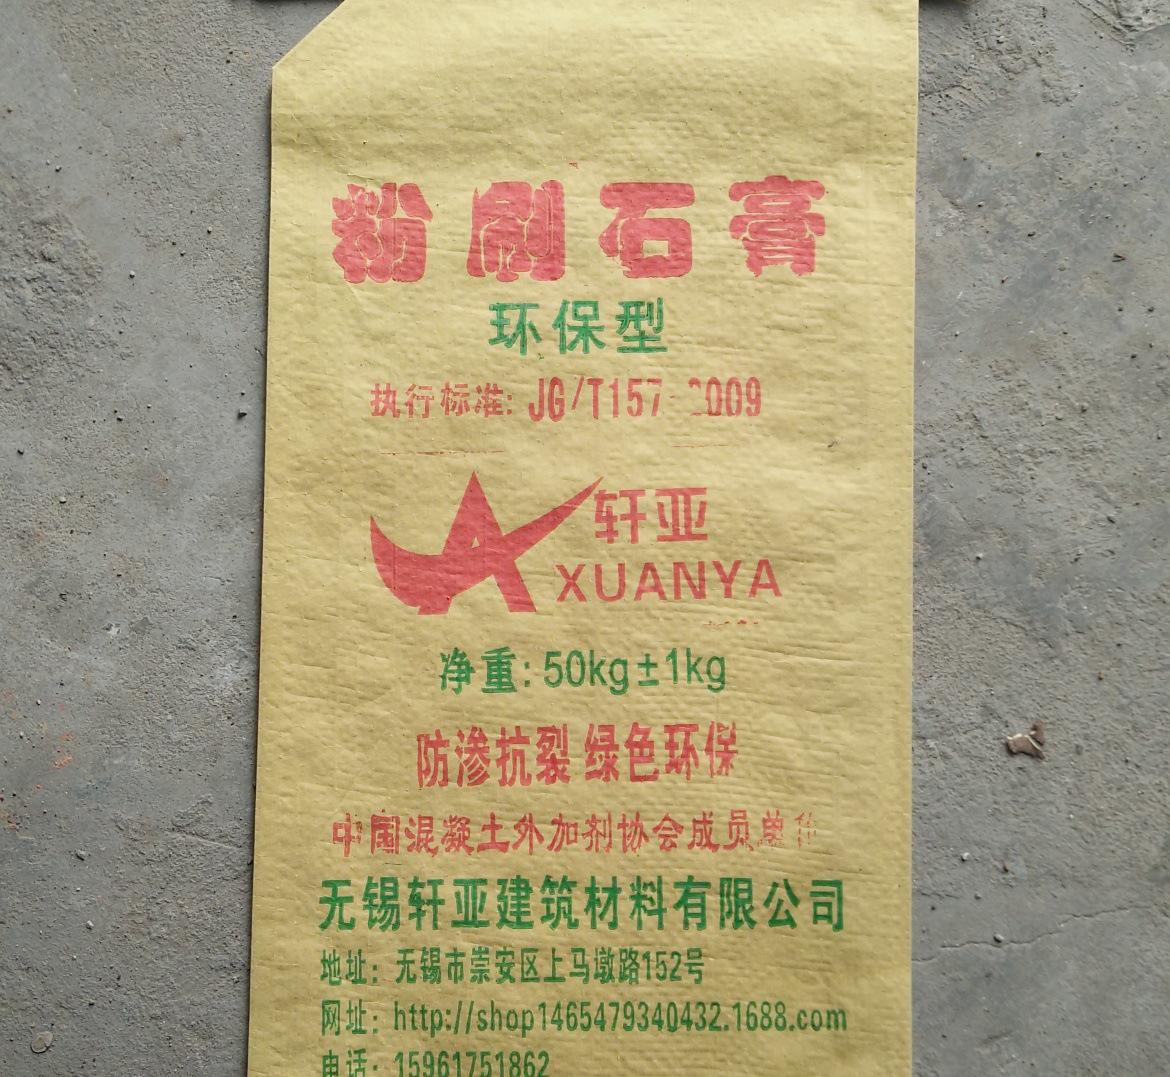 粉刷石膏
环保型
执行标准: JG/T157-2009
轩亚
XUANYA
净重: 50kg±1kg
防渗抗裂 绿色环保
中国混凝土外加剂协会成员单位
无锡轩亚建筑材料有限公司
地址: 无锡市崇安区上马墩路152号
网址: http://shop1465479340432.1688.com
电话: 15961751862